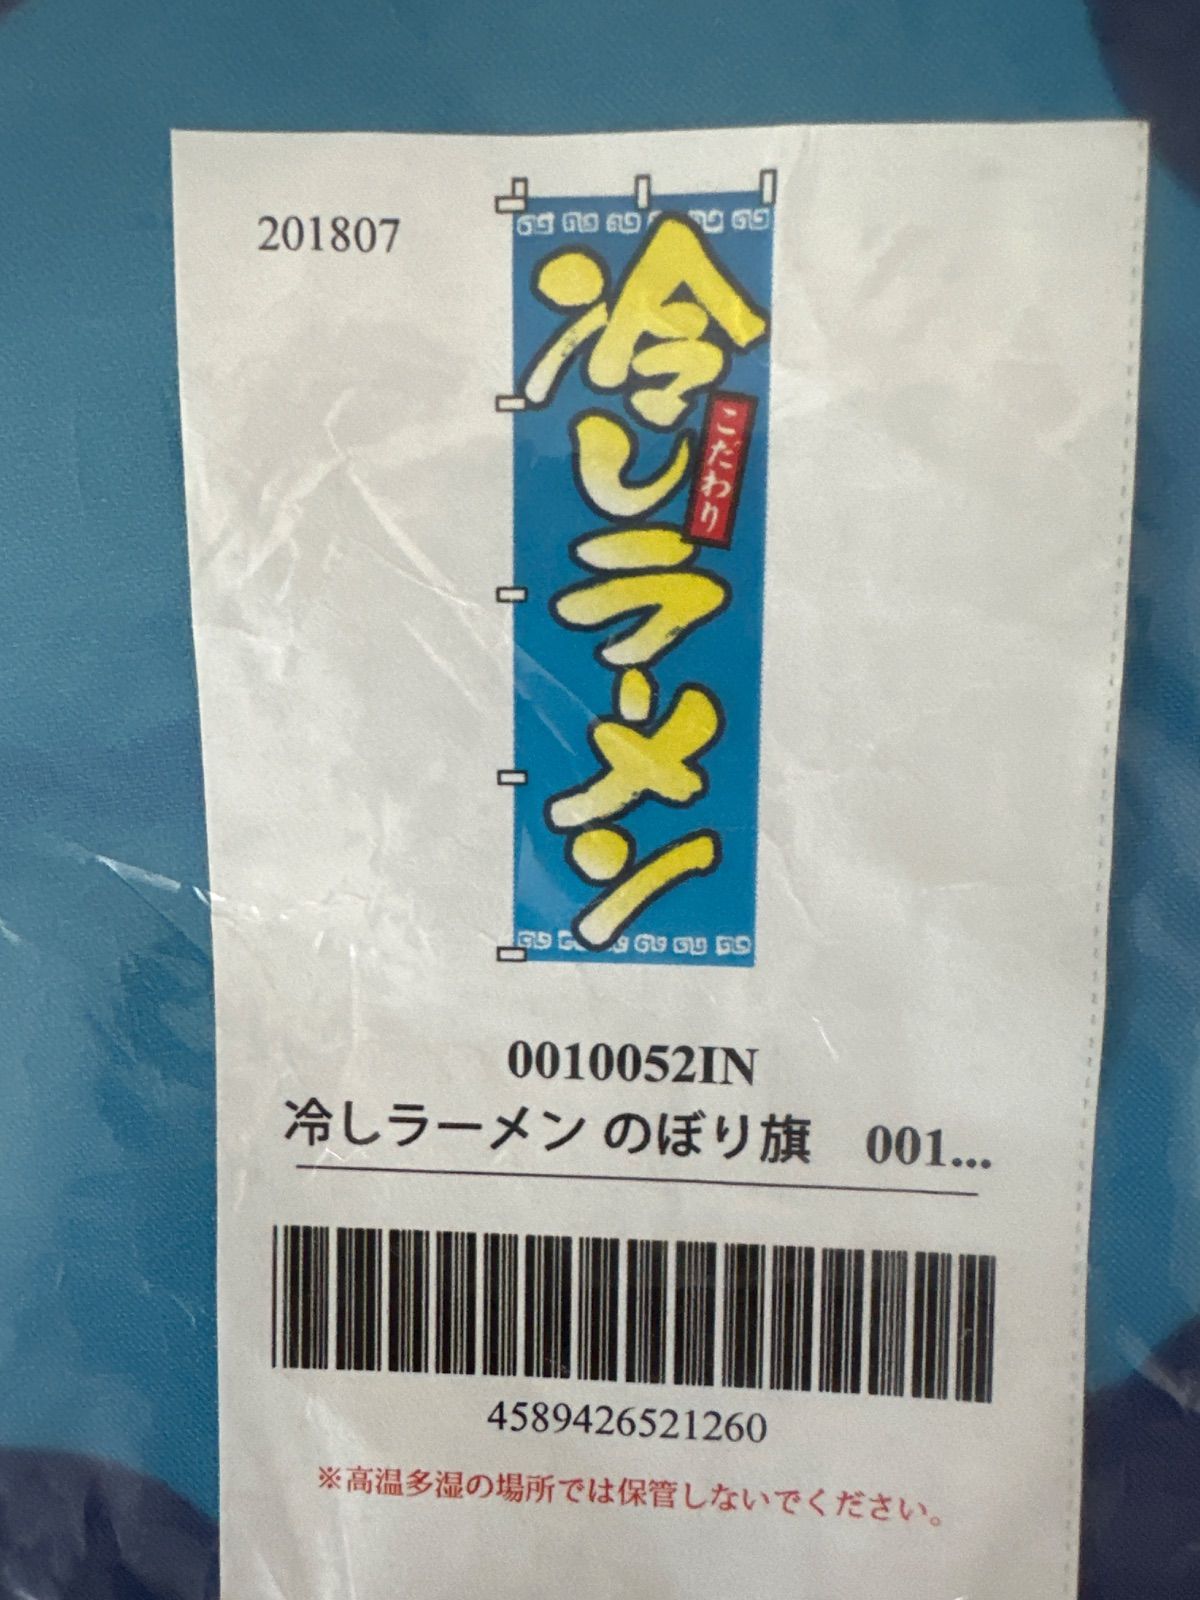 201807
冷しラーメン
こだわり
0010052IN
冷しラーメン のぼり旗　001...
4589426521260
※高温多湿の場所では保管しないでください。